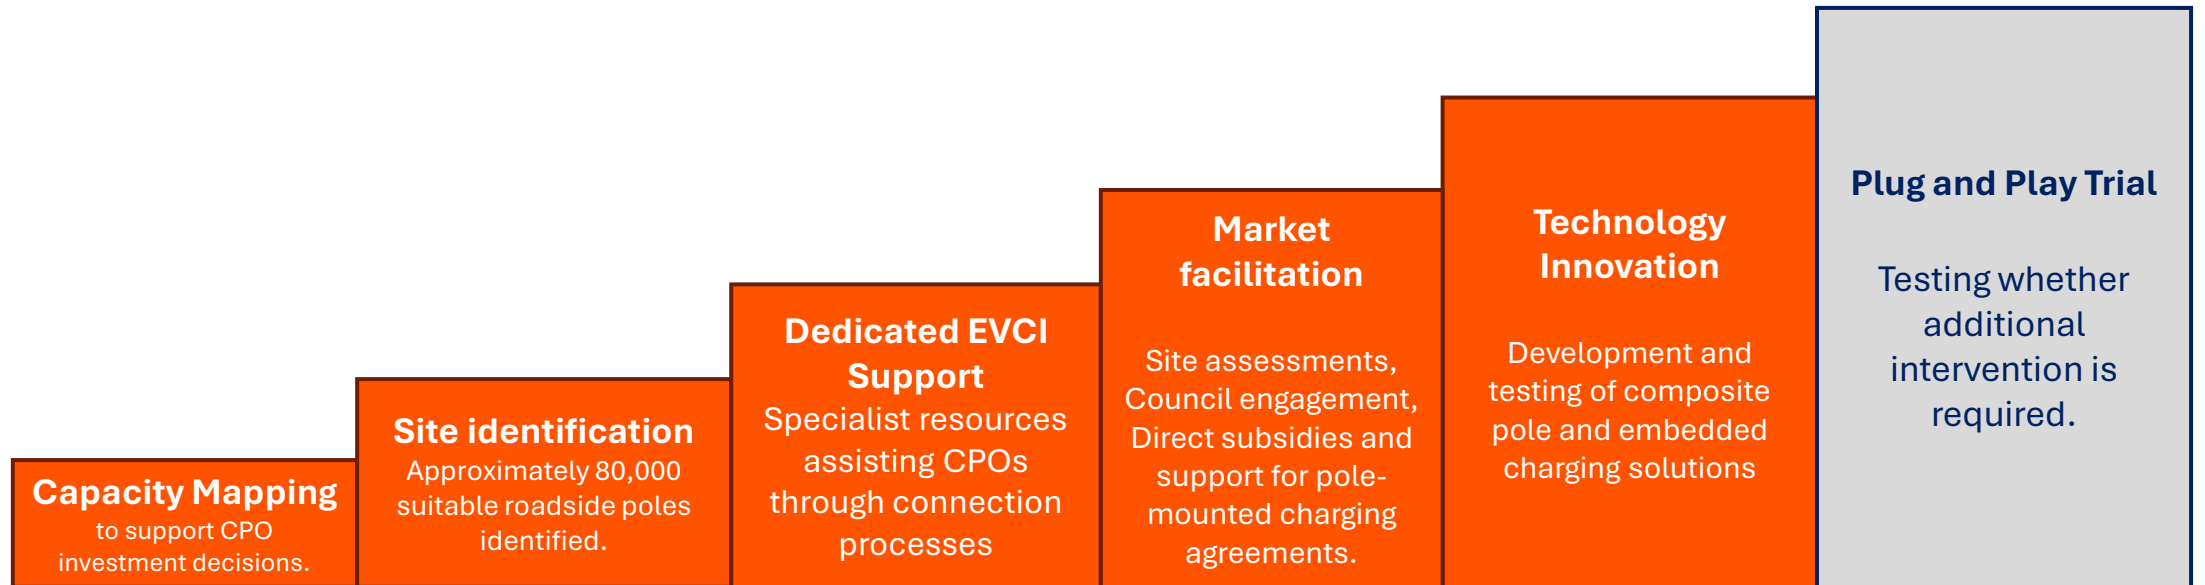 Capacity Mapping
to support CPO
investment decisions.
Site identification
Approximately 80,000
suitable roadside poles
identified.
Dedicated EVCI
Support
Specialist resources
assisting CPOs
through connection
processes
Market
facilitation
Site assessments,
Council engagement,
Direct subsidies and
support for pole-
mounted charging
agreements.
Technology
Innovation
Development and
testing of composite
pole and embedded
charging solutions
Plug and Play Trial
Testing whether
additional
intervention is
required.